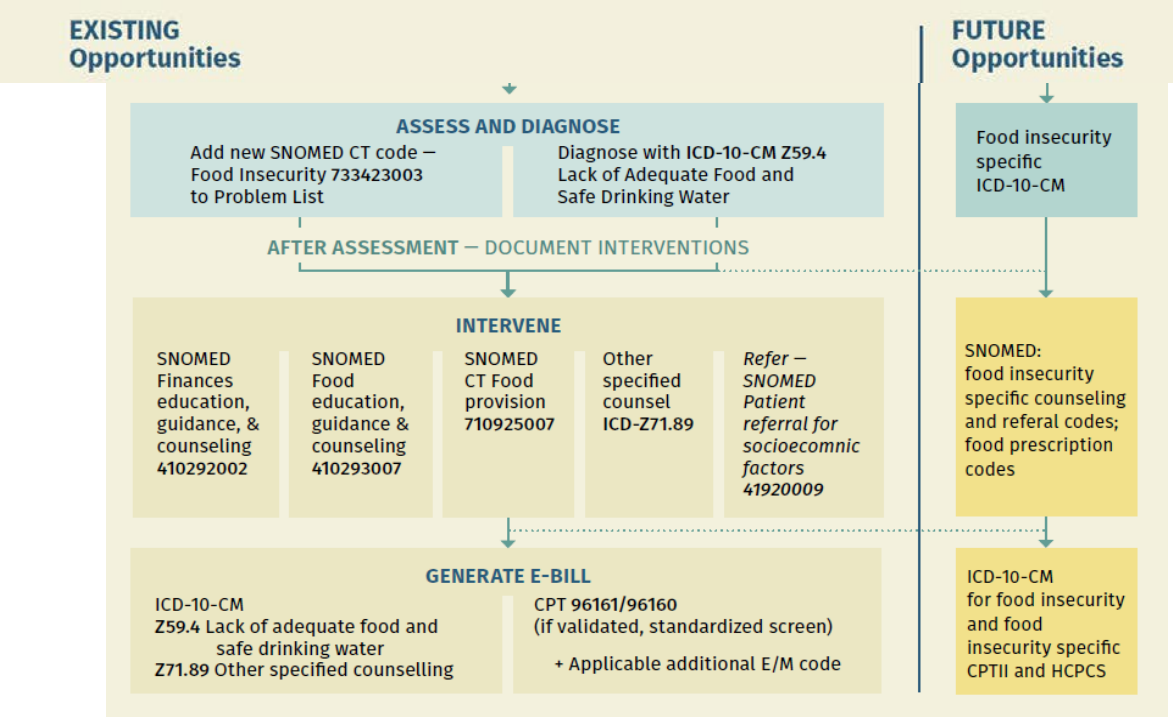 EXISTING
Opportunities
FUTURE
Opportunities
ASSESS AND DIAGNOSE
Add new SNOMED CT code —
Food Insecurity 733423003
to Problem List
Diagnose with ICD-10-CM Z59.4
Lack of Adequate Food and
Safe Drinking Water
Food insecurity
specific
ICD-10-CM
AFTER ASSESSMENT — DOCUMENT INTERVENTIONS
INTERVENE
SNOMED
Finances
education,
guidance, &
counseling
410292002
SNOMED
Food
education,
guidance &
counseling
410293007
SNOMED
CT Food
provision
710925007
Other
specified
counsel
ICD-Z71.89
Refer —
SNOMED
Patient
referral for
socioecomnic
factors
41920009
SNOMED:
food insecurity
specific counseling
and referal codes;
food prescription
codes
GENERATE E-BILL
ICD-10-CM
Z59.4 Lack of adequate food and
safe drinking water
Z71.89 Other specified counselling
CPT 96161/96160
(if validated, standardized screen)
+ Applicable additional E/M code
ICD-10-CM
for food insecurity
and food
insecurity specific
CPTII and HCPCS